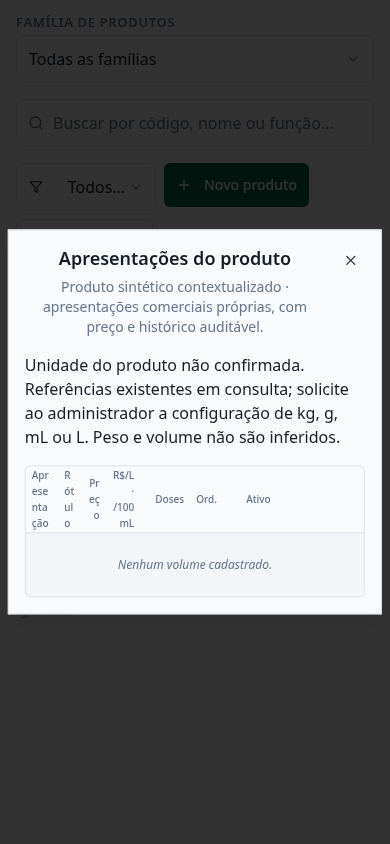 FAMÍLIA DE PRODUTOS
Todas as famílias
Buscar por código, nome ou função...
Todos...
Novo produto
Apresentações do produto
Produto sintético contextualizado ·
apresentações comerciais próprias, com
preço e histórico auditável.
Unidade do produto não confirmada.
Referências existentes em consulta; solicite
ao administrador a configuração de kg, g,
mL ou L. Peso e volume não são inferidos.
Apr
ese
nta
ção
R
ót
ul
o
Pr
eç
o
R$/L
·
/100
mL
Doses
Ord.
Ativo
Nenhum volume cadastrado.